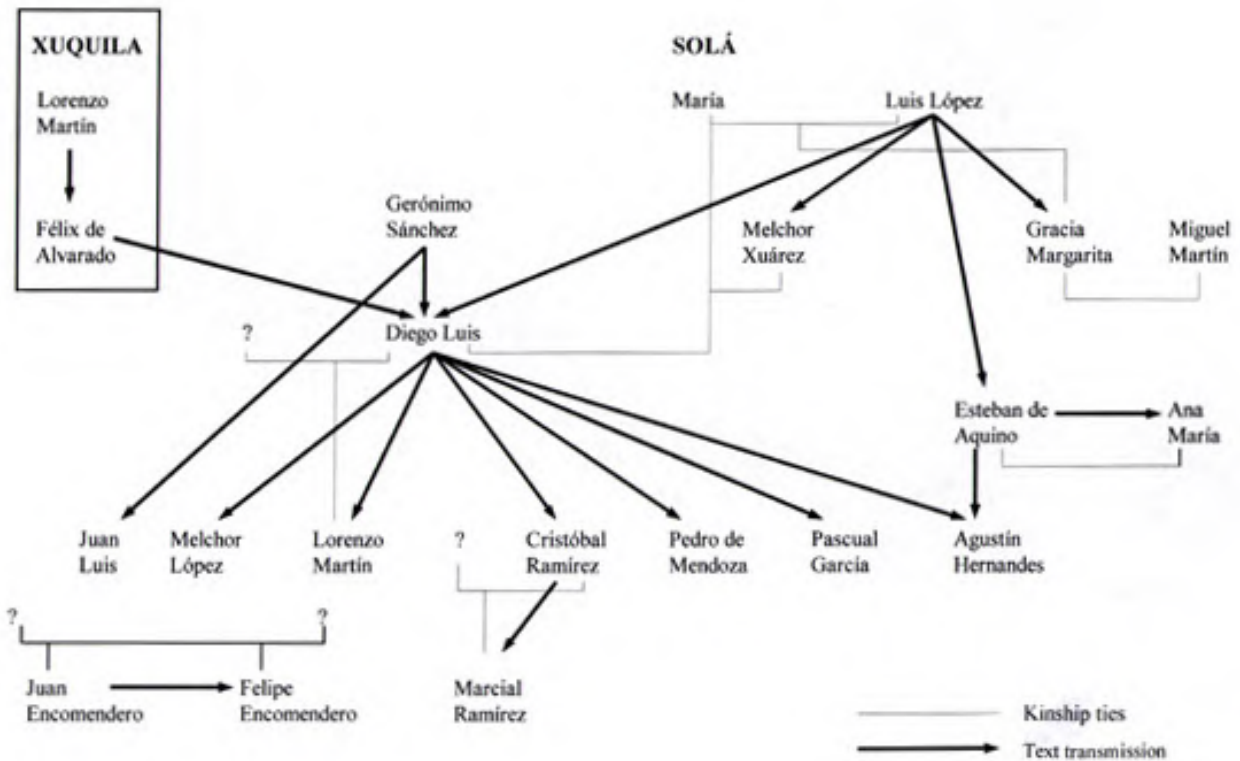 XUQUILA
Lorenzo
Martín
Félix de
Alvarado
SOLÁ
María
Luis López
Gerónimo
Sánchez
Melchor
Xuárez
Gracia
Margarita
Miguel
Martín
?
Diego Luis
Esteban de
Aquino
Ana
María
Juan
Luis
Melchor
López
Lorenzo
Martín
?
Cristóbal
Ramírez
Pedro de
Mendoza
Pascual
García
Agustín
Hernandes
?
?
Juan
Encomendero
Felipe
Encomendero
Marcial
Ramírez
Kinship ties
Text transmission